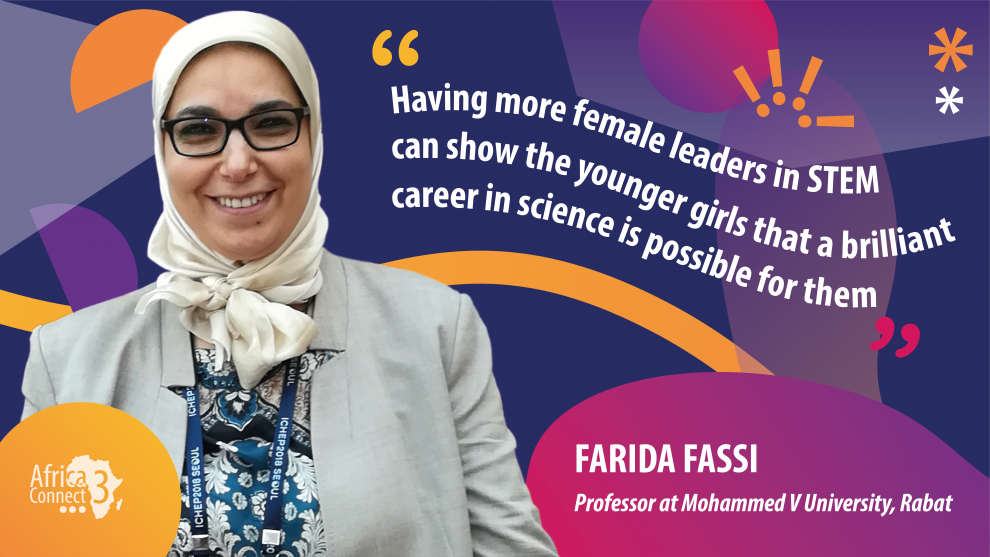 “
Having more female leaders in STEM
can show the younger girls that a brilliant
career in science is possible for them
”
FARIDA FASSI
Professor at Mohammed V University, Rabat
Africa
Connect 3
ICHEP2018 SEOUL
ICHEP2018 SEOUL